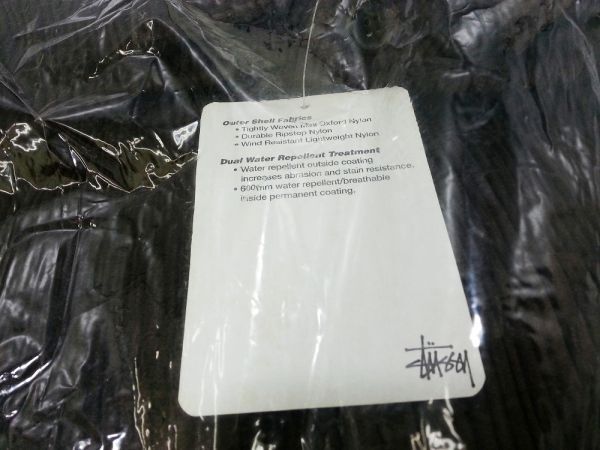 Outer Shell Fabrics
• Tightly Woven Mini Oxford Nylon
• Durable Ripstop Nylon
• Wind Resistant Lightweight Nylon
Dual Water Repellent Treatment
• Water repellent outside coating
increases abrasion and stain resistance.
• 600mm water repellent/breathable
inside permanent coating.
Stüssy